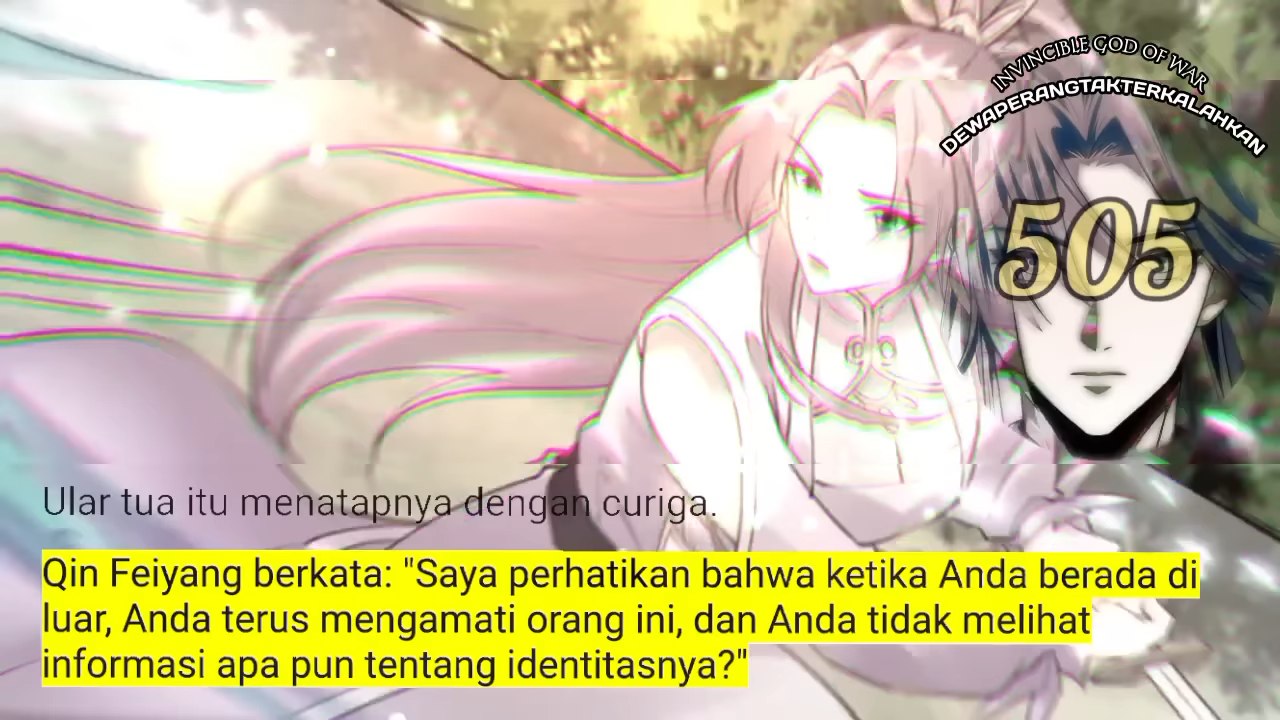 INVINCIBLE GOD OF WAR
DEWAPERANGTAKTERKALAHKAN
505
Ular tua itu menatapnya dengan curiga.
Qin Feiyang berkata: "Saya perhatikan bahwa ketika Anda berada di
luar, Anda terus mengamati orang ini, dan Anda tidak melihat
informasi apa pun tentang identitasnya?"